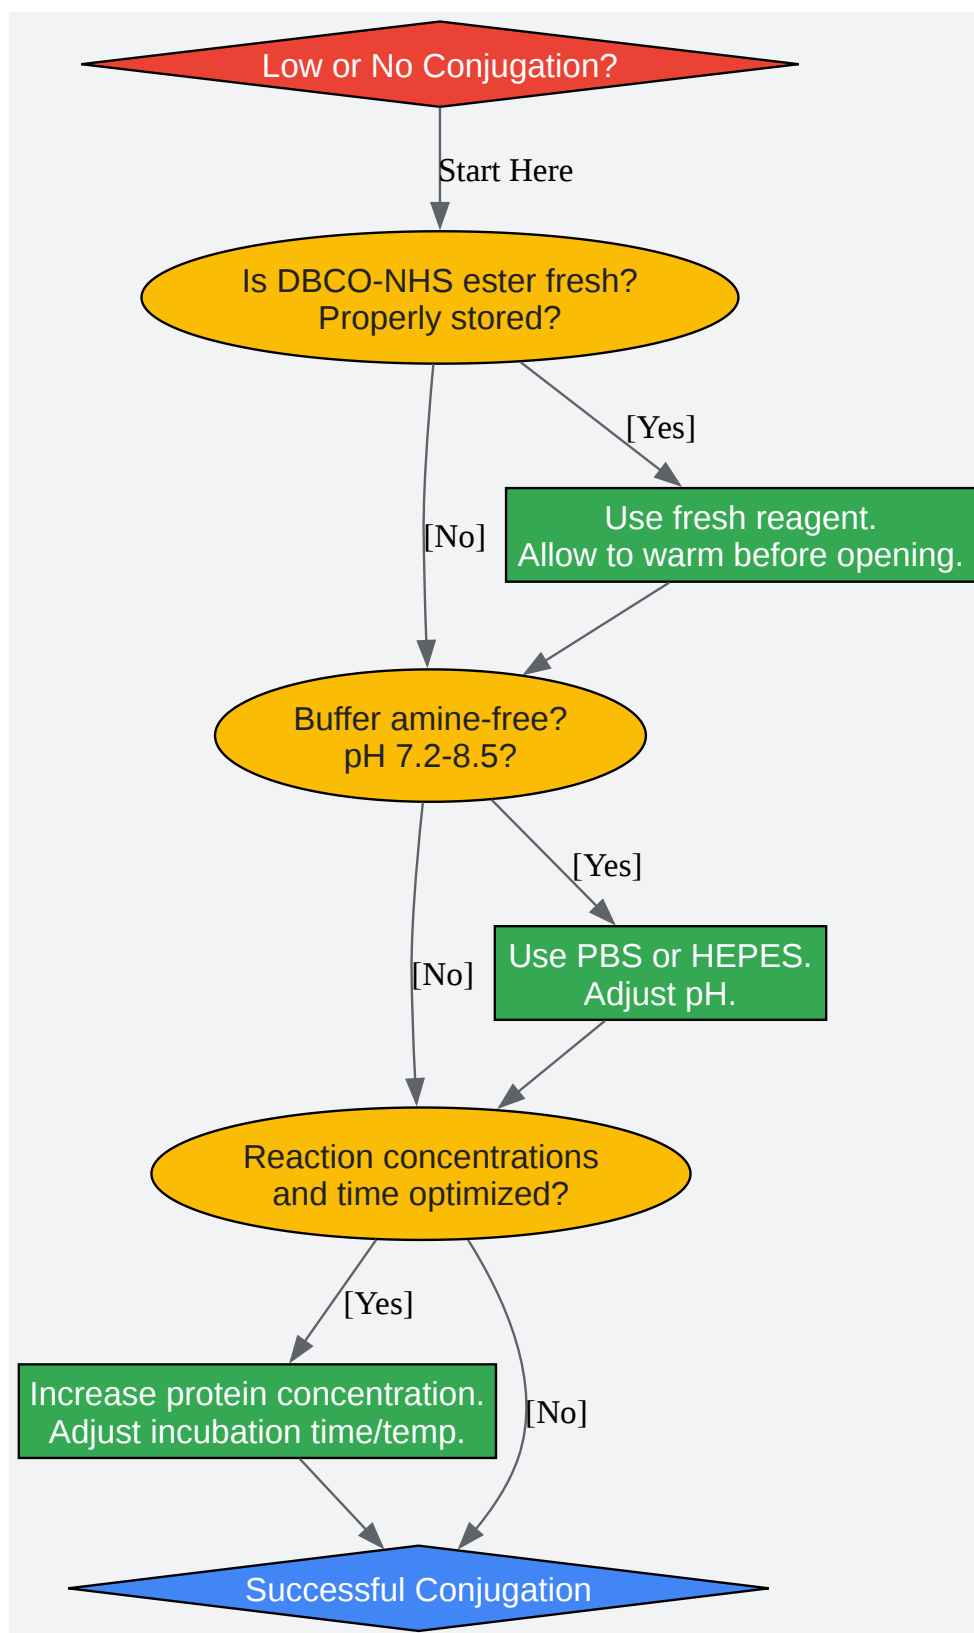 Low or No Conjugation?
Start Here
Is DBCO-NHS ester fresh?
Properly stored?
[Yes]
[No]
Use fresh reagent.
Allow to warm before opening.
Buffer amine-free?
pH 7.2-8.5?
[Yes]
[No]
Use PBS or HEPES.
Adjust pH.
Reaction concentrations
and time optimized?
[Yes]
[No]
Increase protein concentration.
Adjust incubation time/temp.
Successful Conjugation